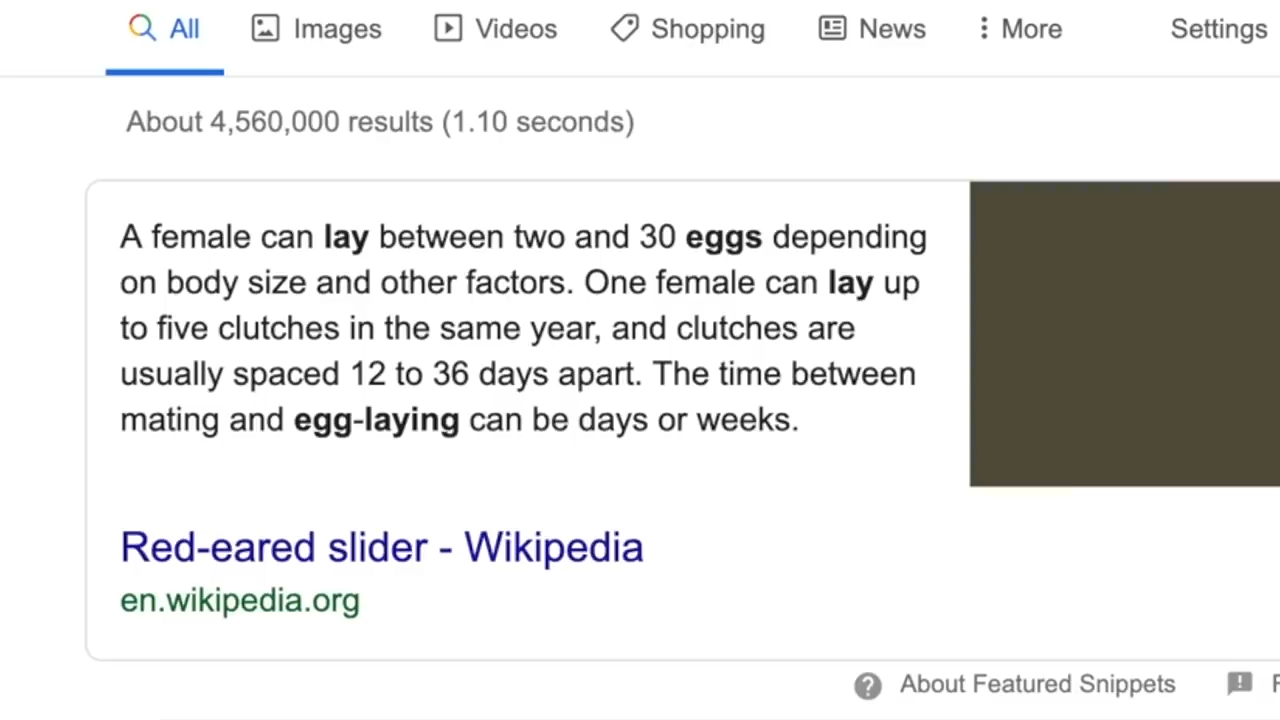 All Images Videos Shopping News More Settings
About 4,560,000 results (1.10 seconds)
A female can lay between two and 30 eggs depending
on body size and other factors. One female can lay up
to five clutches in the same year, and clutches are
usually spaced 12 to 36 days apart. The time between
mating and egg-laying can be days or weeks.
Red-eared slider - Wikipedia
en.wikipedia.org
About Featured Snippets